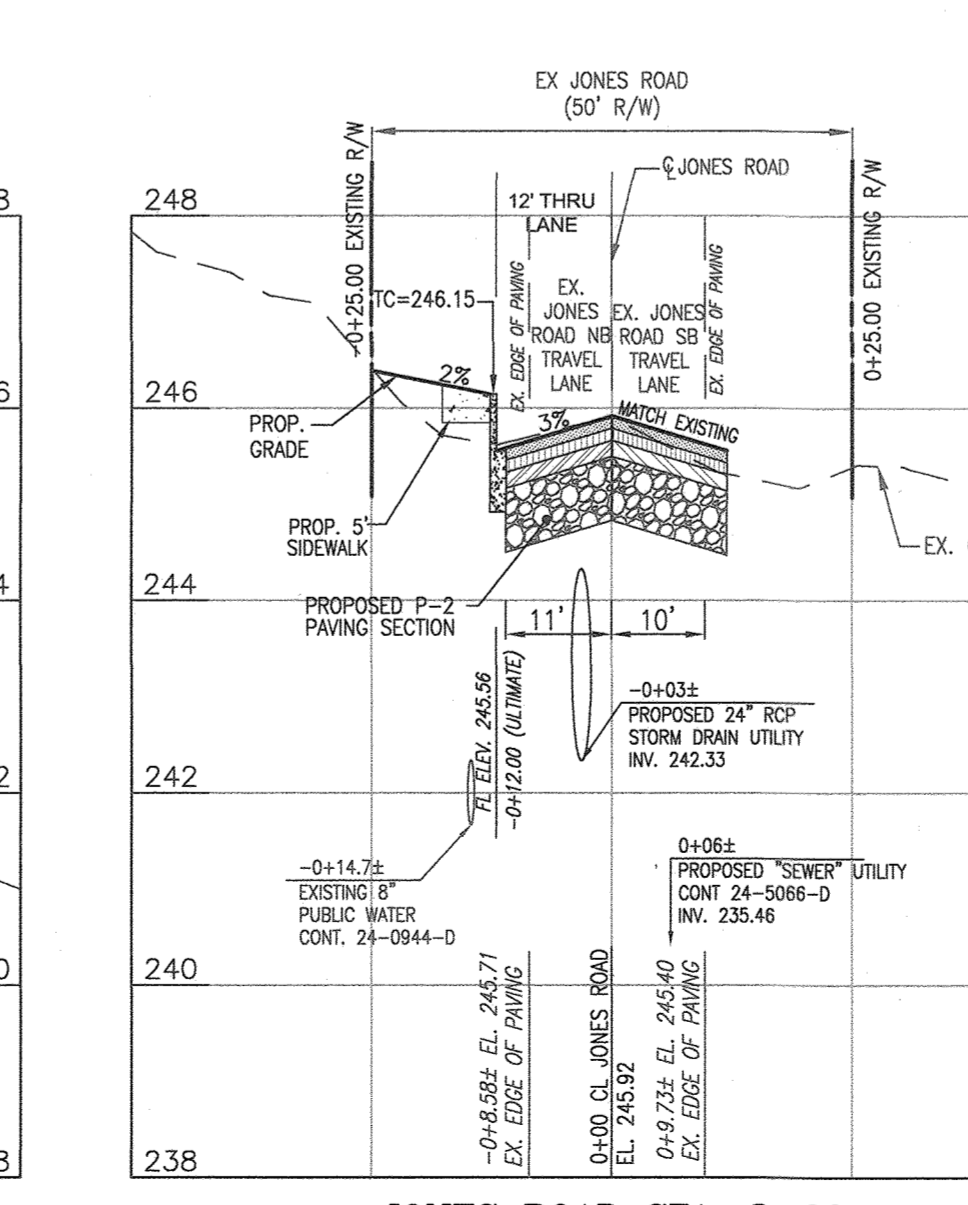 EX JONES ROAD
(50' R/W)
℄ JONES ROAD
8
248
-0+25.00 EXISTING R/W
12' THRU
LANE
0+25.00 EXISTING R/W
TC=246.15
EX. EDGE OF PAVING
EX.
JONES
ROAD NB
TRAVEL
LANE
EX. JONES
ROAD SB
TRAVEL
LANE
EX. EDGE OF PAVING
6
246
2%
PROP.
GRADE
3%
MATCH EXISTING
PROP. 5'
SIDEWALK
EX.
4
244
PROPOSED P-2
PAVING SECTION
11'
10'
FL ELEV. 245.56
-0+12.00 (ULTIMATE)
-0+03±
PROPOSED 24" RCP
STORM DRAIN UTILITY
INV. 242.33
2
242
-0+14.7±
EXISTING 8"
PUBLIC WATER
CONT. 24-0944-D
0+06±
PROPOSED "SEWER" UTILITY
CONT 24-5066-D
INV. 235.46
0
240
-0+8.58± EL. 245.71
EX. EDGE OF PAVING
0+00 CL JONES ROAD
EL. 245.92
0+9.73± EL. 245.40
EX. EDGE OF PAVING
8
238